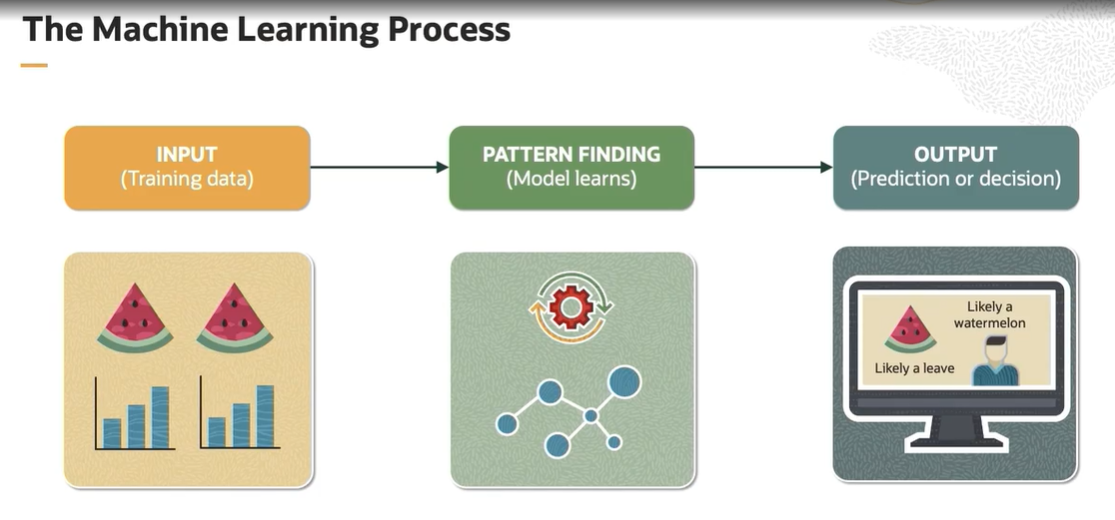 The Machine Learning Process
INPUT
(Training data)
PATTERN FINDING
(Model learns)
OUTPUT
(Prediction or decision)
Likely a
watermelon
Likely a leave